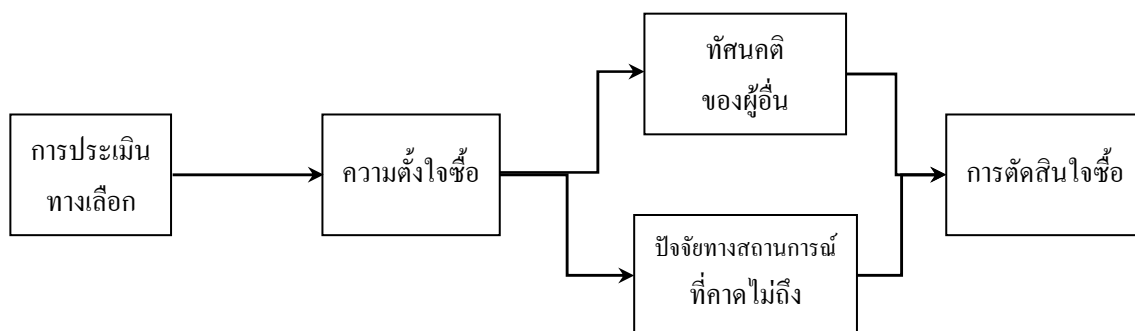 การประเมิน
ทางเลือก
ความตั้งใจซื้อ
ทัศนคติ
ของผู้อื่น
ปัจจัยทางสถานการณ์
ที่คาดไม่ถึง
การตัดสินใจซื้อ